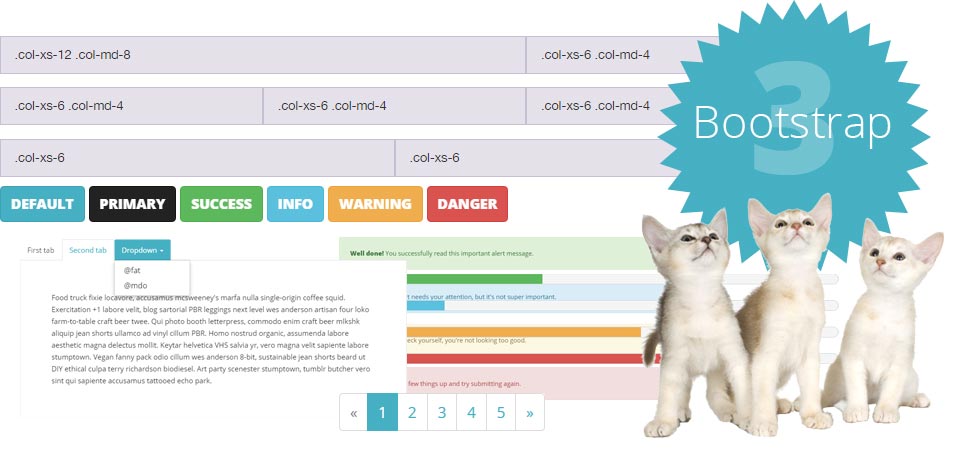 .col-xs-12 .col-md-8
.col-xs-6 .col-md-4
.col-xs-6 .col-md-4
.col-xs-6 .col-md-4
.col-xs-6 .col-md-4
.col-xs-6
.col-xs-6
3
Bootstrap
DEFAULT PRIMARY SUCCESS INFO WARNING DANGER
First tab Second tab Dropdown
@fat
@mdo
Food truck fixie locavore, accusamus mcsweeney's marfa nulla single-origin coffee squid.
Exercitation +1 labore velit, blog sartorial PBR leggings next level wes anderson artisan four loko
farm-to-table craft beer twee. Qui photo booth letterpress, commodo enim craft beer mlkshk
aliquip jean shorts ullamco ad vinyl cillum PBR. Homo nostrud organic, assumenda labore
aesthetic magna delectus mollit. Keytar helvetica VHS salvia yr, vero magna velit sapiente labore
stumptown. Vegan fanny pack odio cillum wes anderson 8-bit, sustainable jean shorts beard ut
DIY ethical culpa terry richardson biodiesel. Art party scenester stumptown, tumblr butcher vero
sint qui sapiente accusamus tattooed echo park.
Well done! You successfully read this important alert message.
needs your attention, but it's not super important.
yourself, you're not looking too good.
few things up and try submitting again.
« 1 2 3 4 5 »